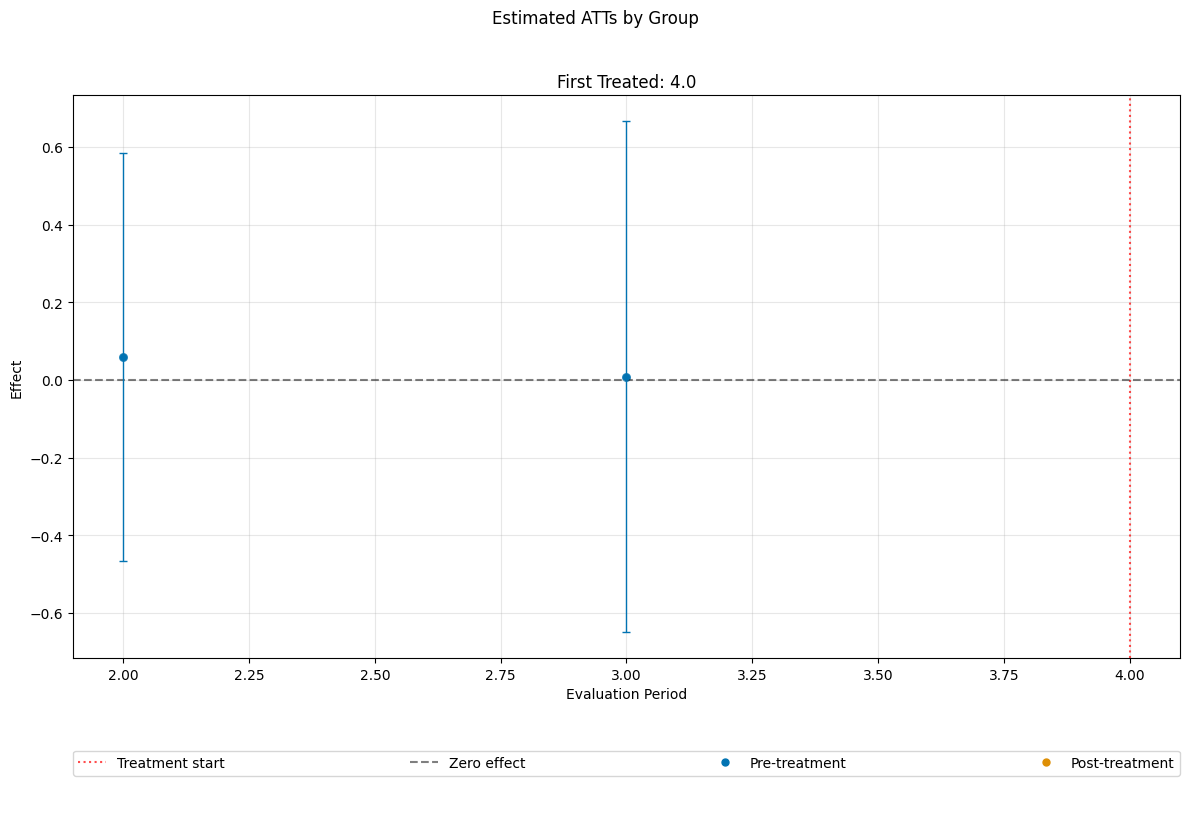 Estimated ATTs by Group
First Treated: 4.0
Effect
0.6
0.4
0.2
0.0
−0.2
−0.4
−0.6
2.00 2.25 2.50 2.75 3.00 3.25 3.50 3.75 4.00
Evaluation Period
Treatment start Zero effect Pre-treatment Post-treatment